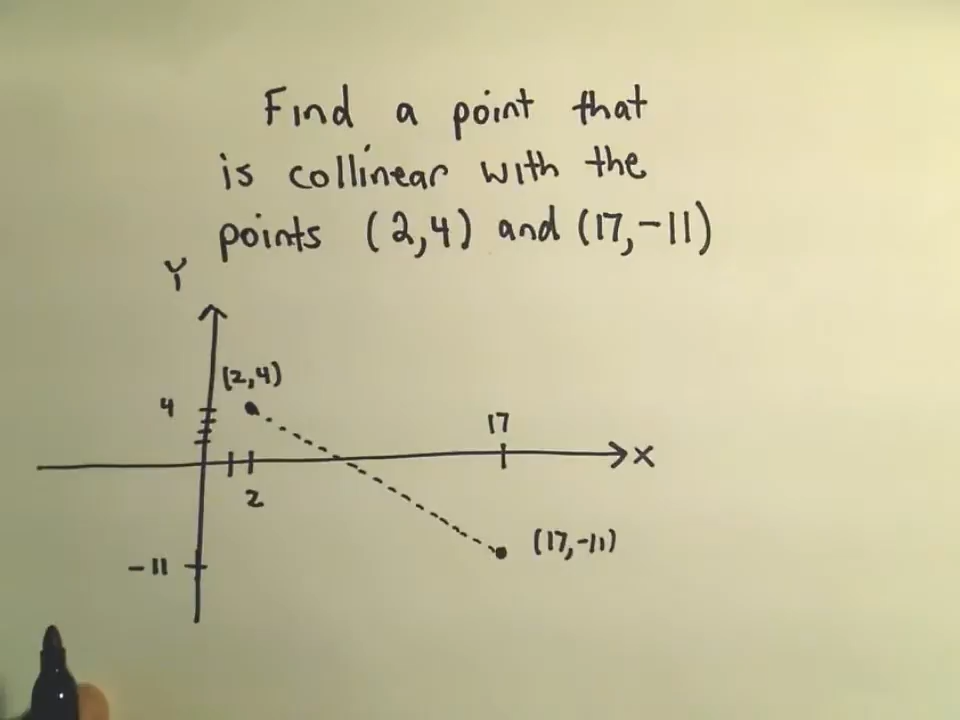 Find a point that
is collinear with the
points (2,4) and (17,-11)
Y
(2,4)
4
17
X
2
(17,-11)
-11